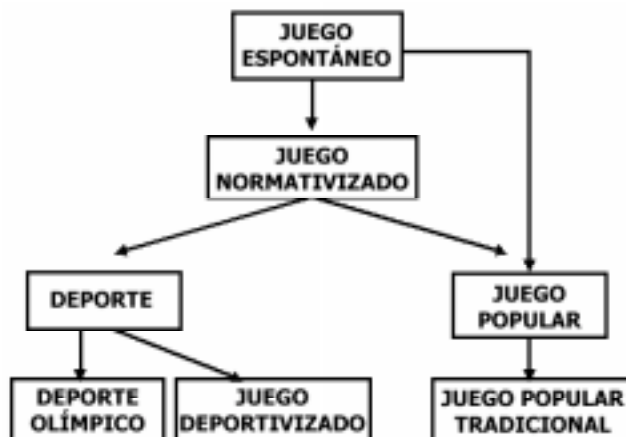 JUEGO
ESPONTÁNEO
JUEGO
NORMATIVIZADO
DEPORTE
JUEGO
POPULAR
DEPORTE
OLÍMPICO
JUEGO
DEPORTIVIZADO
JUEGO POPULAR
TRADICIONAL